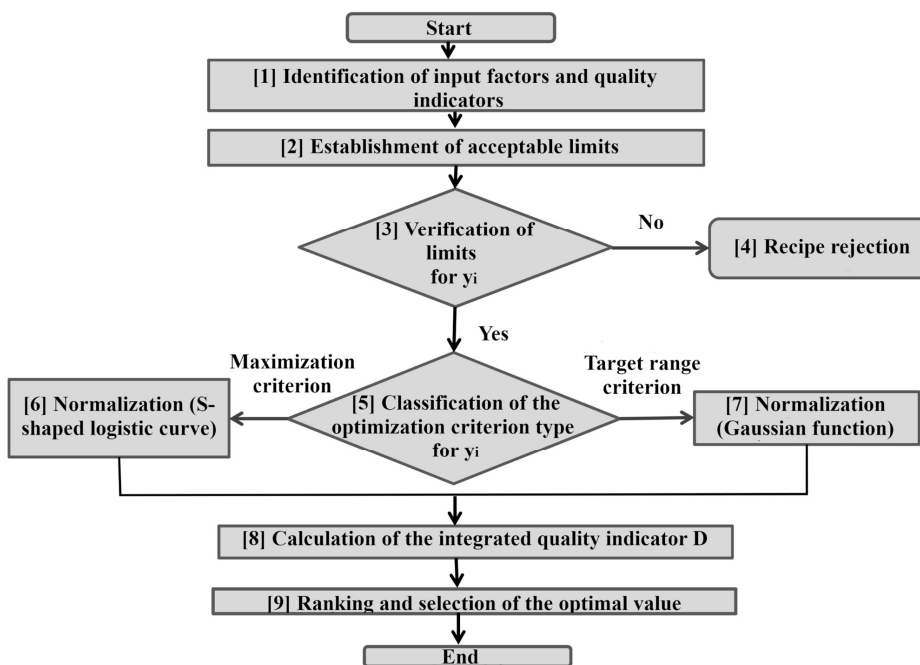 Start
[1] Identification of input factors and quality
indicators
[2] Establishment of acceptable limits
[3] Verification of
limits
for yi
No
[4] Recipe rejection
Yes
Maximization
criterion
Target range
criterion
[5] Classification of the
optimization criterion type
for yi
[6] Normalization (S-
shaped logistic curve)
[7] Normalization
(Gaussian function)
[8] Calculation of the integrated quality indicator D
[9] Ranking and selection of the optimal value
End